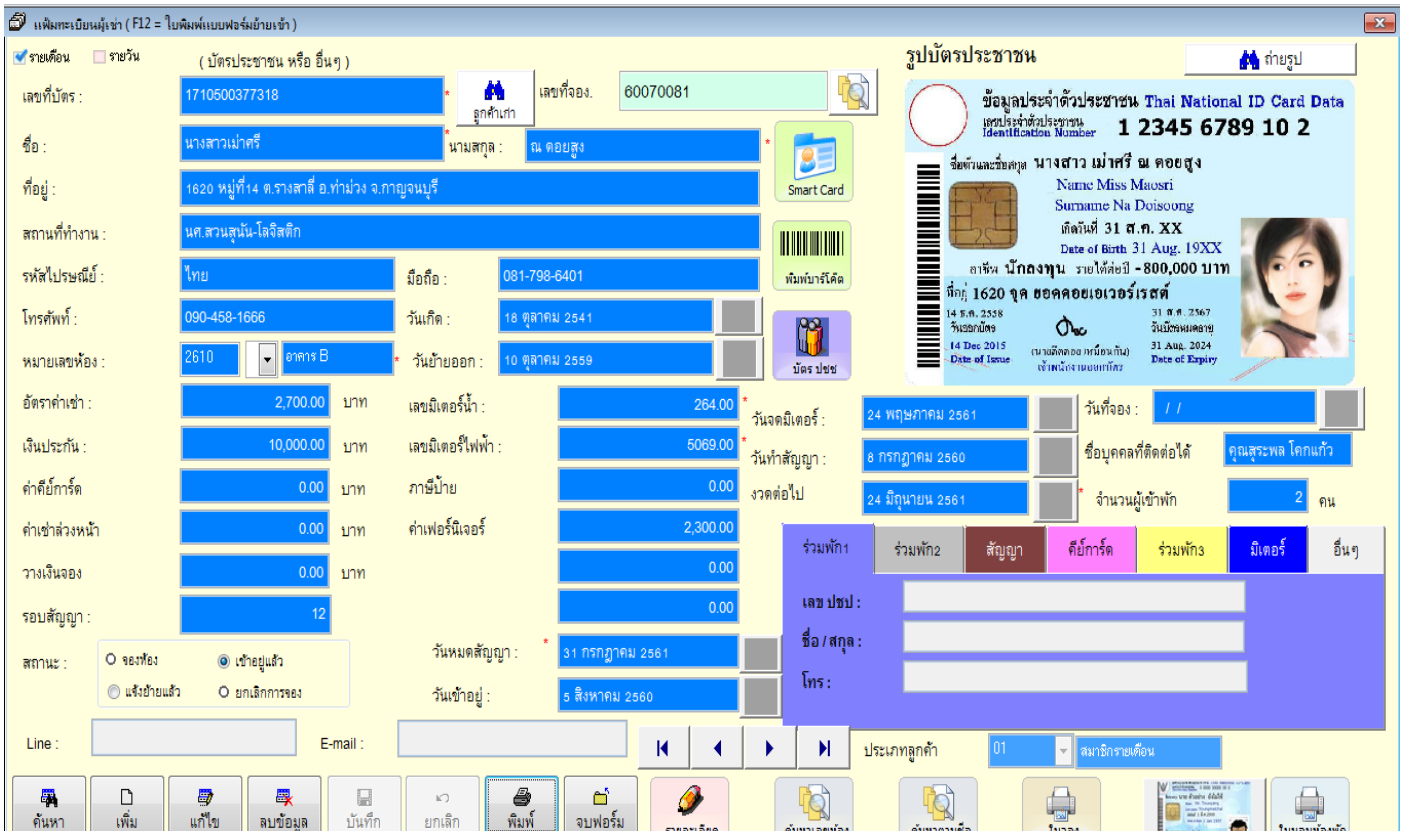 แฟ้มทะเบียนผู้เช่า ( F12 = ใบพิมพ์แบบฟอร์มย้ายเข้า )
รายเดือน รายวัน ( บัตรประชาชน หรือ อื่นๆ ) รูปบัตรประชาชน ถ่ายรูป
เลขที่บัตร : 1710500377318 * ลูกค้าเก่า เลขที่จอง. 60070081
ชื่อ : นางสาวเม่าศรี * นามสกุล : ณ ดอยสูง *
ที่อยู่ : 1620 หมู่ที่14 ต.รางสาลี่ อ.ท่าม่วง จ.กาญจนบุรี Smart Card
สถานที่ทำงาน : นศ.สวนสุนัน-โลจิสติก
รหัสไปรษณีย์ : ไทย มือถือ : 081-798-6401 พิมพ์บาร์โค้ด
โทรศัพท์ : 090-458-1666 วันเกิด : 18 ตุลาคม 2541
หมายเลขห้อง : 2610 อาคาร B * วันย้ายออก : 10 ตุลาคม 2559 บัตร ปชช
ข้อมูลประจำตัวประชาชน Thai National ID Card Data
เลขประจำตัวประชาชน
Identification Number 1 2345 6789 10 2
ชื่อตัวและชื่อสกุล นางสาว เม่าศรี ณ ดอยสูง
Name Miss Maosri
Surname Na Doisoong
เกิดวันที่ 31 ส.ค. XX
Date of Birth 31 Aug. 19XX
อาชีพ นักลงทุน รายได้ต่อปี -800,000 บาท
ที่อยู่ 1620 จุด ยอดดอยเอเวอร์เรสต์
14 ธ.ค. 2558 31 ส.ค. 2567
วันออกบัตร วันบัตรหมดอายุ
14 Dec 2015 31 Aug. 2024
Date of Issue เจ้าพนักงานออกบัตร Date of Expiry
อัตราค่าเช่า : 2,700.00 บาท เลขมิเตอร์น้ำ : 264.00 * วันจดมิเตอร์ : 24 พฤษภาคม 2561 วันที่จอง : / /
เงินประกัน : 10,000.00 บาท เลขมิเตอร์ไฟฟ้า : 5069.00 * วันทำสัญญา : 8 กรกฎาคม 2560 ชื่อบุคคลที่ติดต่อได้ คุณสุระพล โคกแก้ว
ค่าคีย์การ์ด 0.00 บาท ภาษีป้าย 0.00 งวดต่อไป 24 มิถุนายน 2561 * จำนวนผู้เข้าพัก 2 คน
ค่าเช่าล่วงหน้า 0.00 บาท ค่าเฟอร์นิเจอร์ 2,300.00
วางเงินจอง 0.00 บาท 0.00
รอบสัญญา : 12 0.00
ร่วมพัก1 ร่วมพัก2 สัญญา คีย์การ์ด ร่วมพัก3 มิเตอร์ อื่นๆ
เลข ปชป :
ชื่อ / สกุล :
โทร :
สถานะ : จองห้อง เข้าอยู่แล้ว วันหมดสัญญา : * 31 กรกฎาคม 2561
แจ้งย้ายแล้ว ยกเลิกการจอง วันเข้าอยู่ : 5 สิงหาคม 2560
Line : E-mail : ประเภทลูกค้า 01 สมาชิกรายเดือน
ค้นหา เพิ่ม แก้ไข ลบข้อมูล บันทึก ยกเลิก พิมพ์ จบฟอร์ม